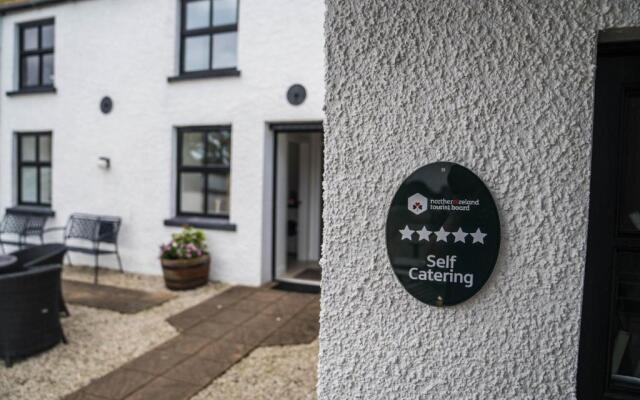 northern ireland
tourist board
Self
Catering